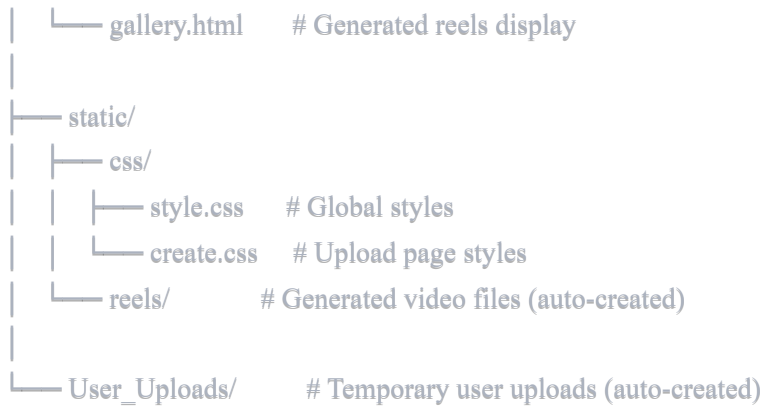 │   └── gallery.html      # Generated reels display
│
├── static/
│   ├── css/
│   │   ├── style.css     # Global styles
│   │   └── create.css    # Upload page styles
│   └── reels/            # Generated video files (auto-created)
│
└── User_Uploads/         # Temporary user uploads (auto-created)